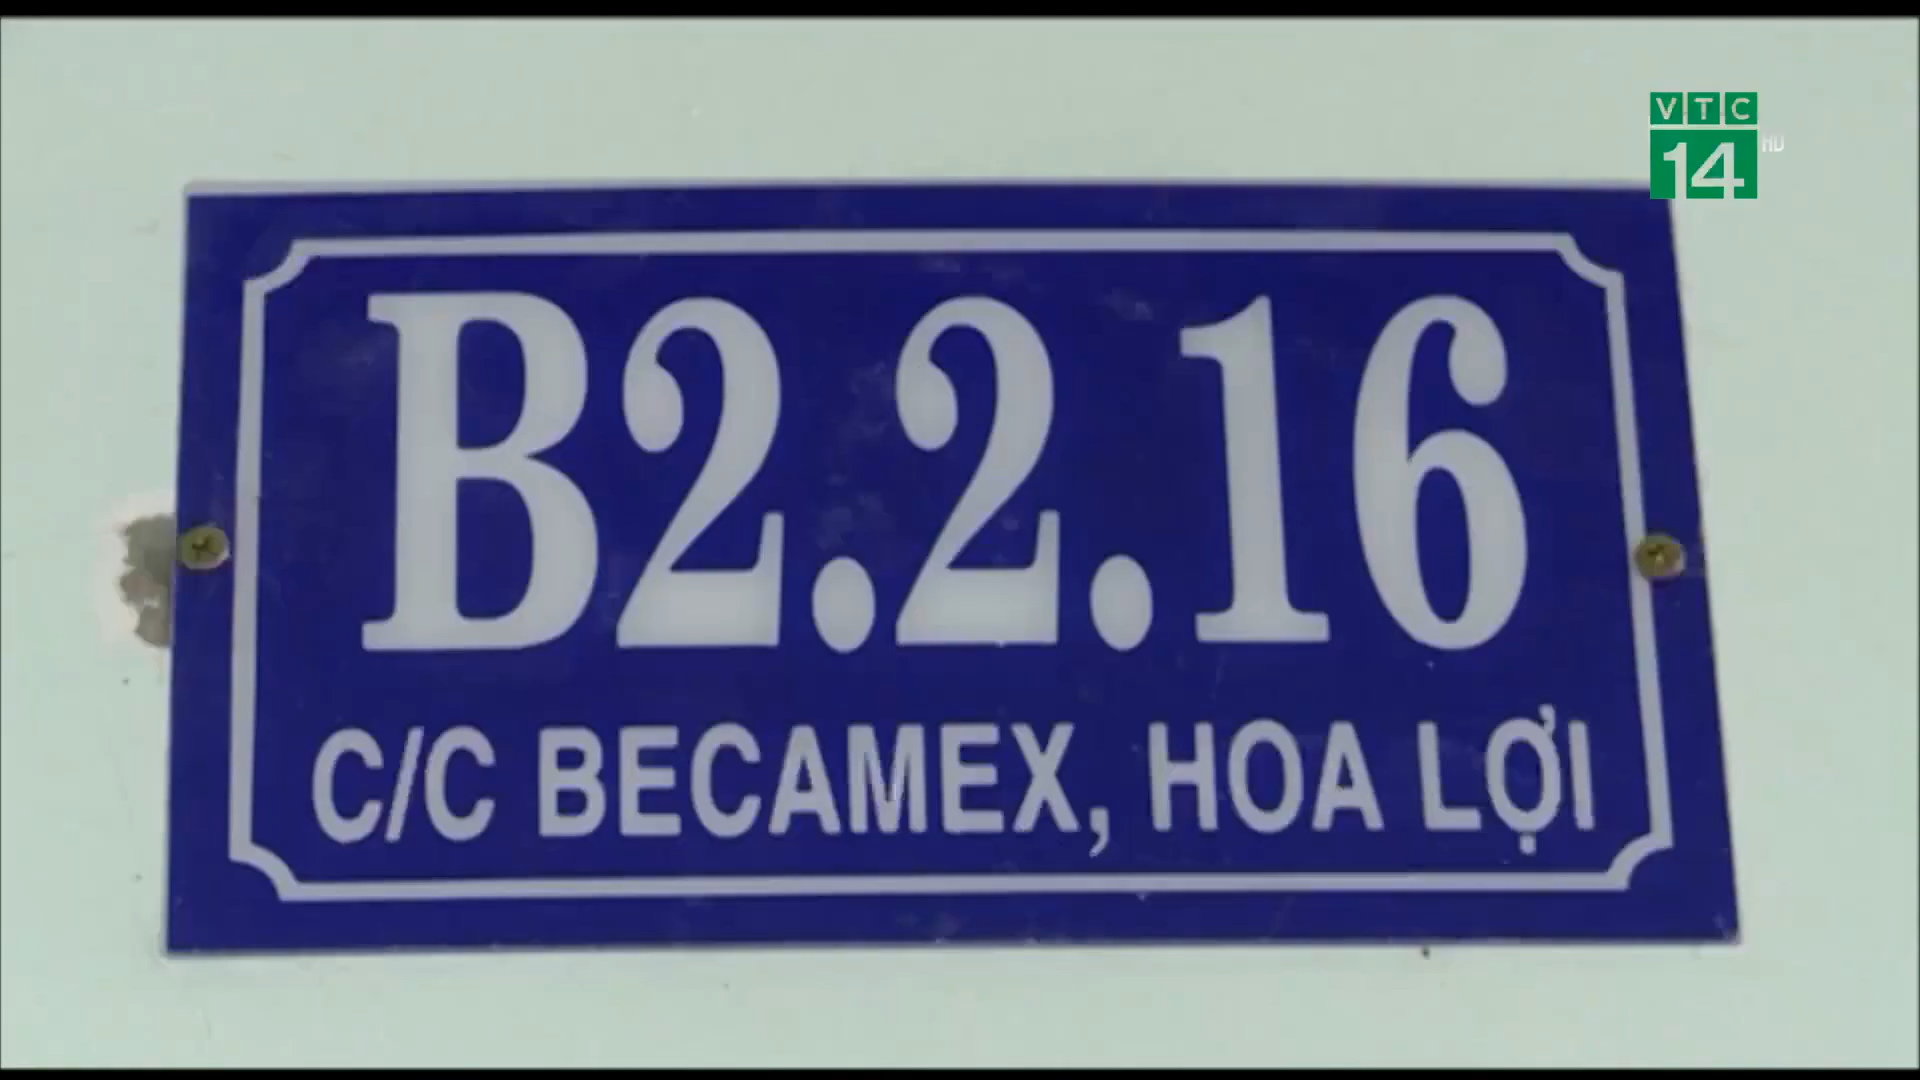 VTC
14
HD
B2.2.16
C/C BECAMEX, HOA LỢI